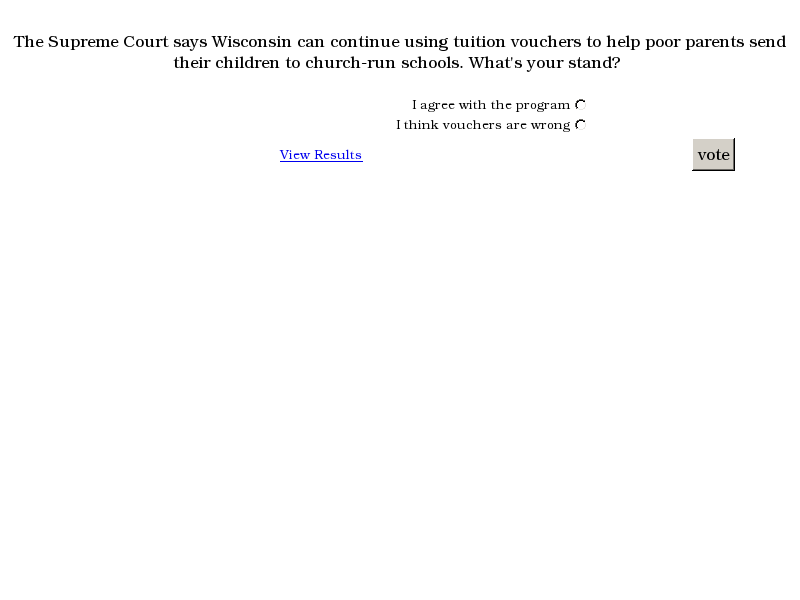 The Supreme Court says Wisconsin can continue using tuition vouchers to help poor parents send
their children to church-run schools. What's your stand?
I agree with the program
I think vouchers are wrong
View Results
vote